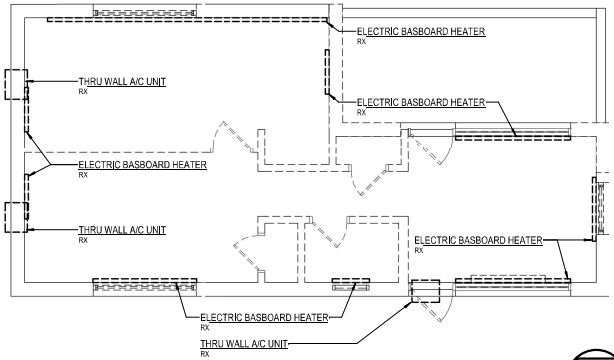 ELECTRIC BASBOARD HEATER
RX
THRU WALL A/C UNIT
RX
ELECTRIC BASBOARD HEATER
RX
ELECTRIC BASBOARD HEATER
RX
THRU WALL A/C UNIT
RX
ELECTRIC BASBOARD HEATER
RX
ELECTRIC BASBOARD HEATER
RX
THRU WALL A/C UNIT
RX